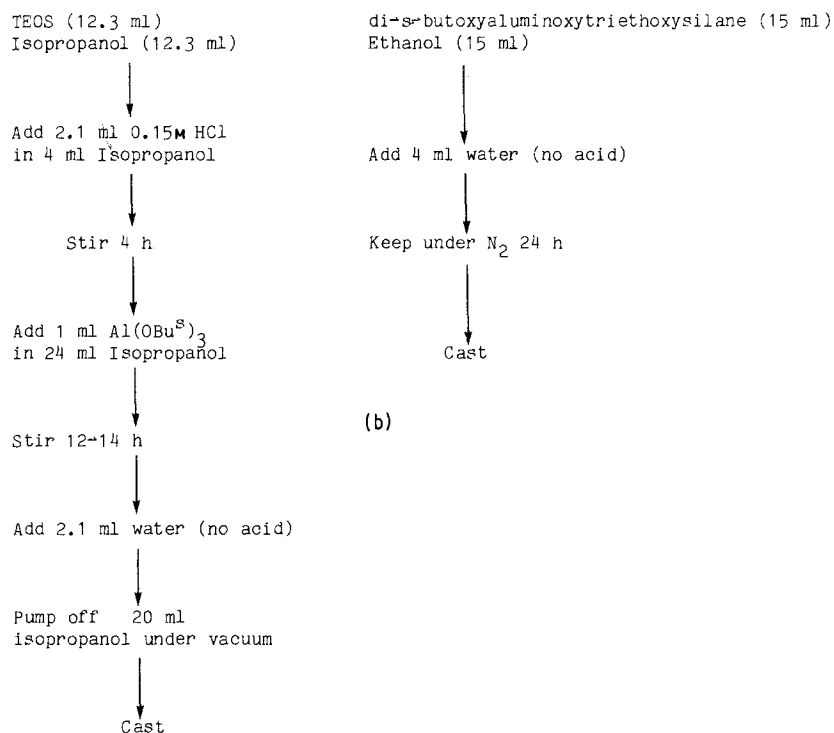 TEOS (12.3 ml)
Isopropanol (12.3 ml)
Add 2.1 ml 0.15M HCl
in 4 ml Isopropanol
Stir 4 h
Add 1 ml Al(OBuˢ)₃
in 24 ml Isopropanol
Stir 12-14 h
Add 2.1 ml water (no acid)
Pump off 20 ml
isopropanol under vacuum
Cast
di-s-butoxyaluminoxytriethoxysilane (15 ml)
Ethanol (15 ml)
Add 4 ml water (no acid)
Keep under N₂ 24 h
Cast
(b)